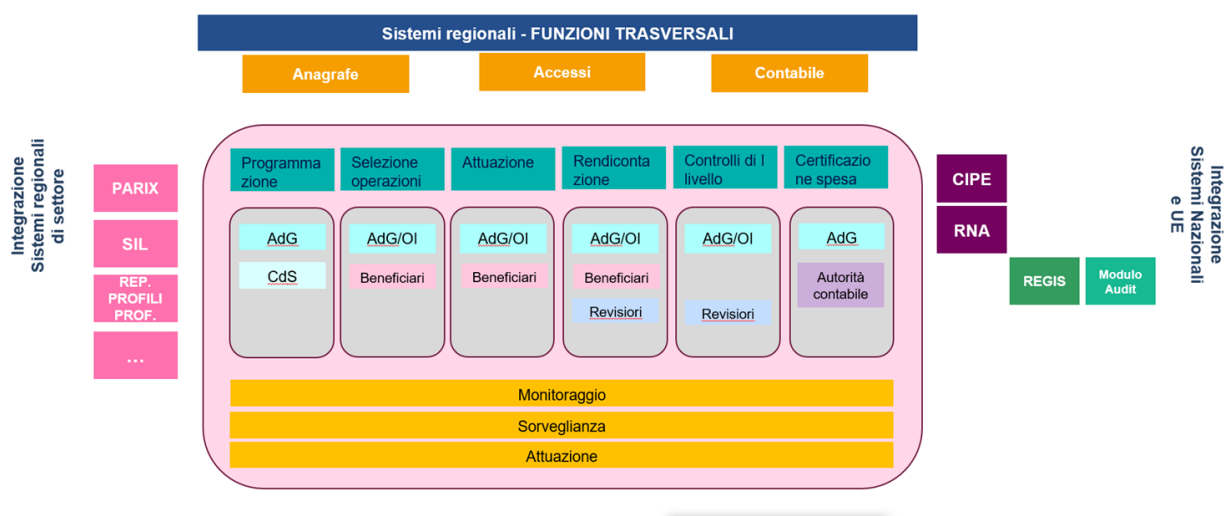 Sistemi regionali - FUNZIONI TRASVERSALI
Anagrafe
Accessi
Contabile
Integrazione
Sistemi regionali
di settore
PARIX
SIL
REP.
PROFILI
PROF.
...
Programma
zione
Selezione
operazioni
Attuazione
Rendiconta
zione
Controlli di I
livello
Certificazio
ne spesa
AdG
CdS
AdG/OI
Beneficiari
AdG/OI
Beneficiari
AdG/OI
Beneficiari
Revisiori
AdG/OI
Revisiori
AdG
Autorità
contabile
Monitoraggio
Sorveglianza
Attuazione
CIPE
RNA
REGIS
Modulo
Audit
Integrazione
Sistemi Nazionali
e UE